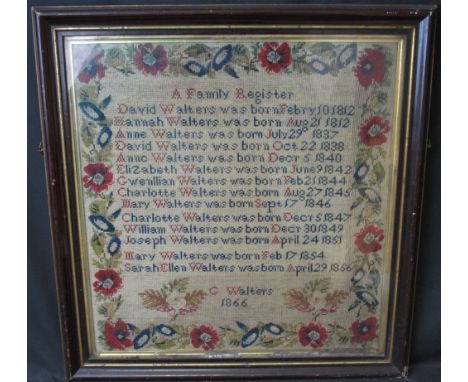 A Family Register
David Walters was born Febry 10 1812
Hannah Walters was born Aug 21 1812
Anne Walters was born July 29th 1837
David Walters was born Oct 22 1838
Anne Walters was born Decr 5 1840
Elizabeth Walters was born June 9 1842
Gwenllian Walters was born Feb 21 1844
Charlotte Walters was born Aug 27 1845
Mary Walters was born Sept 17th 1846
Charlotte Walters was born Decr 5 1847
William Walters was born Decr 30 1849
Joseph Walters was born April 24 1851
Mary Walters was born Feb 17 1854
Sarah Ellen Walters was born April 29 1856
C Walters
1866